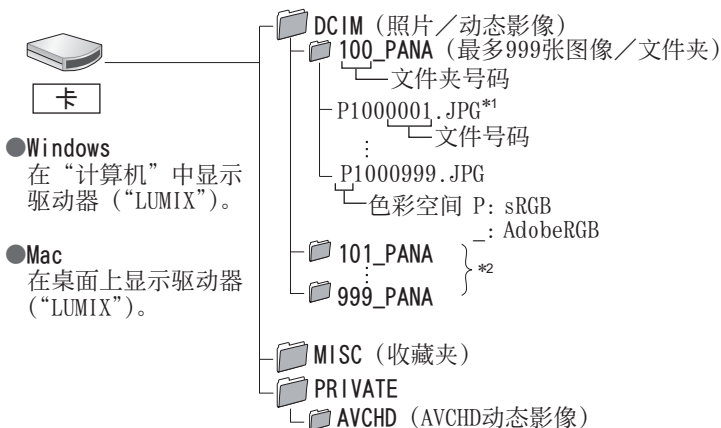 DCIM（照片／动态影像）
100_PANA（最多999张图像／文件夹）
文件夹号码
卡
P1000001.JPG*1
文件号码
●Windows
在“计算机”中显示
驱动器（“LUMIX”）。
P1000999.JPG
色彩空间 P: sRGB
_: AdobeRGB
●Mac
在桌面上显示驱动器
（“LUMIX”）。
101_PANA
*2
999_PANA
MISC（收藏夹）
PRIVATE
AVCHD（AVCHD动态影像）